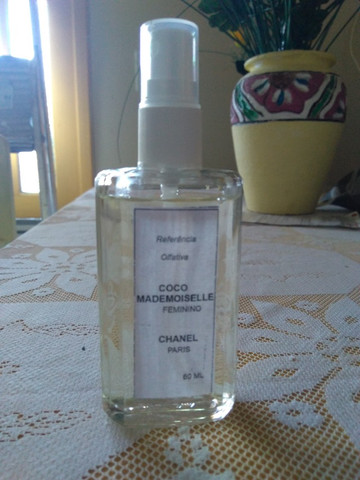 Referência
Olfativa
COCO
MADEMOISELLE
FEMININO
CHANEL
PARIS
60 ML